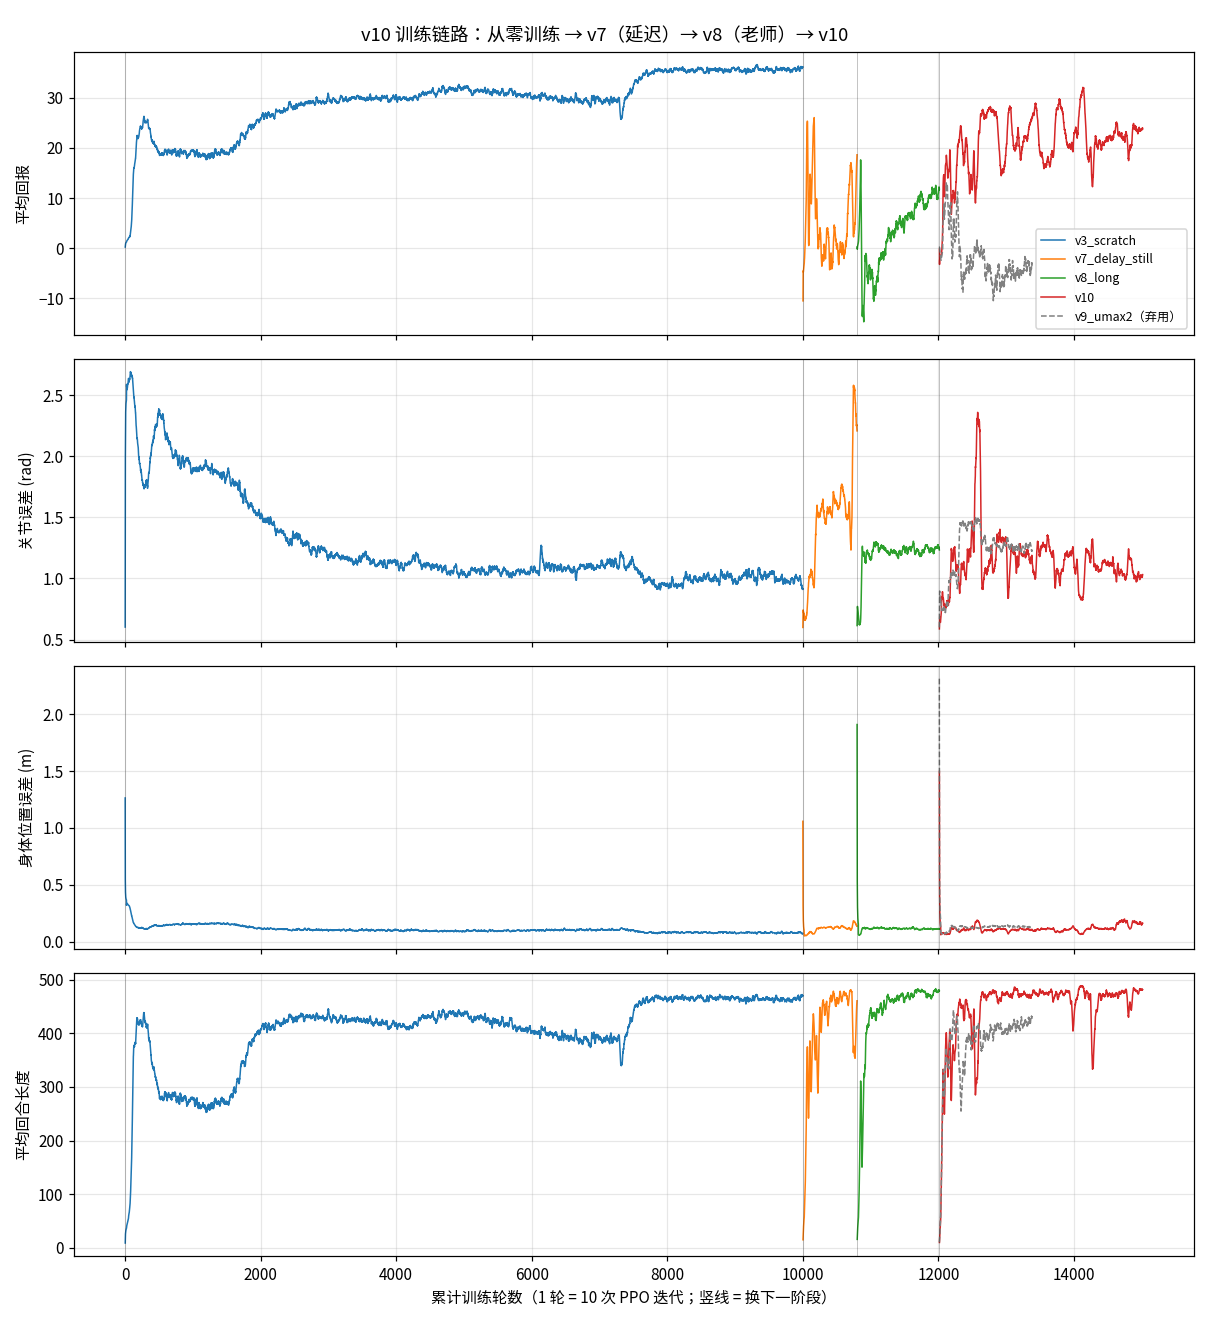 v10 训练链路：从零训练 → v7（延迟）→ v8（老师）→ v10
平均回报
30
20
10
0
−10
v3_scratch
v7_delay_still
v8_long
v10
v9_umax2（弃用）
关节误差 (rad)
2.5
2.0
1.5
1.0
0.5
身体位置误差 (m)
2.0
1.5
1.0
0.5
0.0
平均回合长度
500
400
300
200
100
0
0 2000 4000 6000 8000 10000 12000 14000
累计训练轮数（1 轮 = 10 次 PPO 迭代；竖线 = 换下一阶段）